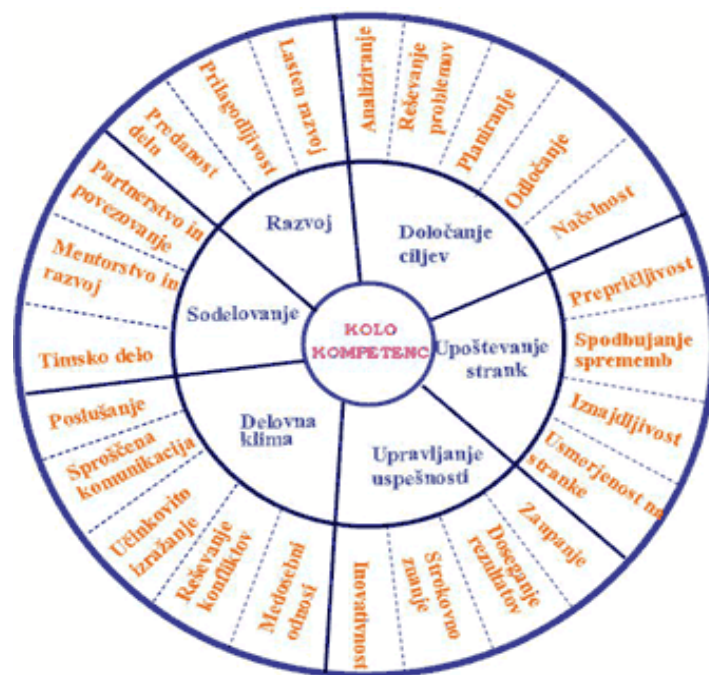 KOLO
KOMPETENC
Določanje
ciljev
Upoštevanje
strank
Upravljanje
uspešnosti
Delovna
klima
Sodelovanje
Razvoj
Analiziranje
Reševanje
problemov
Planiranje
Odločanje
Načelnost
Prepričljivost
Spodbujanje
sprememb
Iznajdljivost
Usmerjenost na
stranke
Zaupanje
Doseganje
rezultatov
Strokovno
znanje
Inovativnost
Medosebni
odnosi
Reševanje
konfliktov
Učinkovito
izražanje
Sproščena
komunikacija
Poslušanje
Timsko delo
Mentorstvo in
razvoj
Partnerstvo in
povezovanje
Predanost
delu
Prilagodljivost
Lasten razvoj